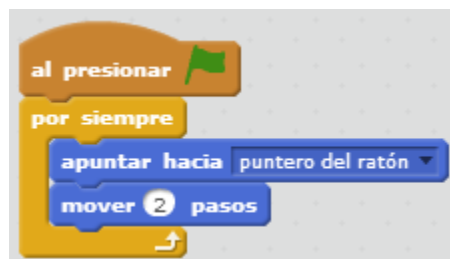 al presionar
por siempre
apuntar hacia puntero del ratón
mover 2 pasos